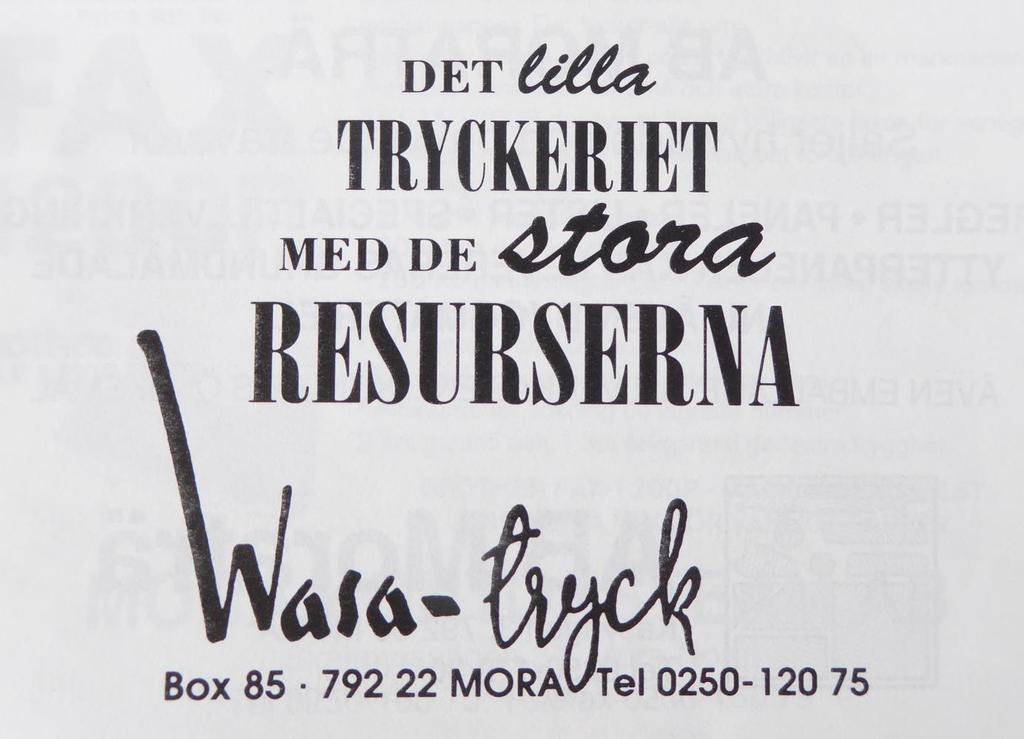 DET lilla
TRYCKERIET
MED DE stora
RESURSERNA
Wasa-tryck
Box 85 · 792 22 MORA Tel 0250-120 75